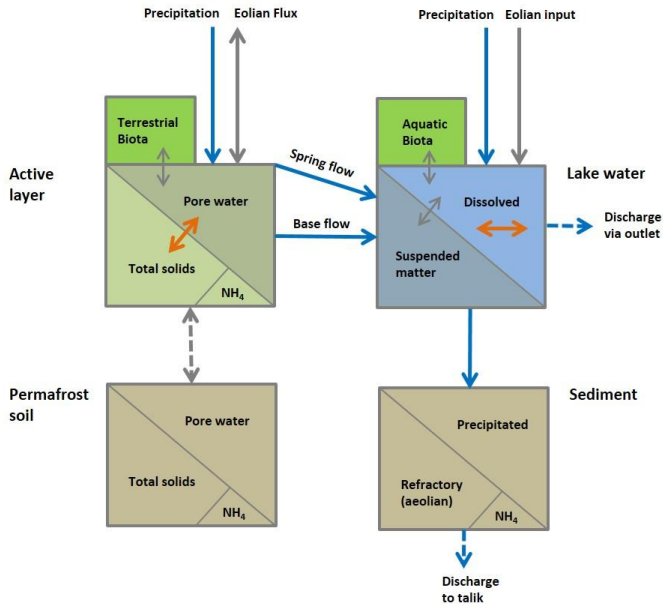 Precipitation
Eolian Flux
Precipitation
Eolian input
Terrestrial
Biota
Aquatic
Biota
Active
layer
Spring flow
Lake water
Pore water
Dissolved
Base flow
Discharge
via outlet
Total solids
Suspended
matter
NH₄
Permafrost
soil
Sediment
Pore water
Precipitated
Total solids
Refractory
(aeolian)
NH₄
NH₄
Discharge
to talik